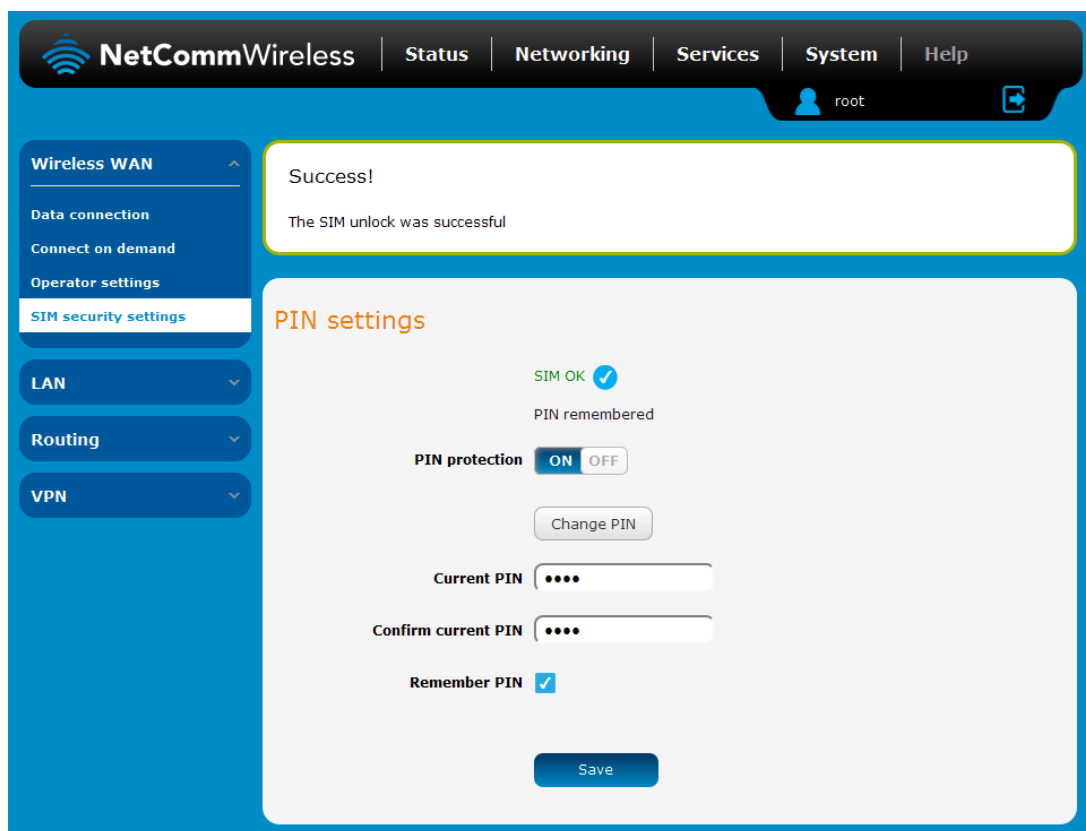 NetCommWireless Status Networking Services System Help
root
Wireless WAN
Data connection
Connect on demand
Operator settings
SIM security settings
LAN
Routing
VPN
Success!
The SIM unlock was successful
PIN settings
SIM OK
PIN remembered
PIN protection ON OFF
Change PIN
Current PIN ••••
Confirm current PIN ••••
Remember PIN
Save